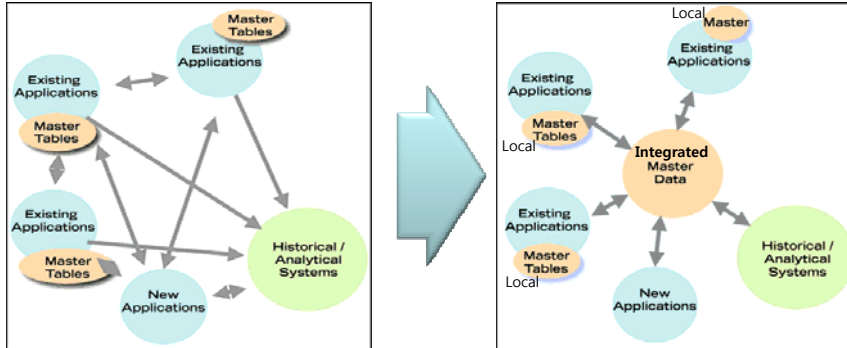 Master
Tables
Existing
Applications
Existing
Applications
Master
Tables
Existing
Applications
Master
Tables
New
Applications
Historical /
Analytical
Systems
Local
Master
Existing
Applications
Existing
Applications
Master
Tables
Local
Integrated
Master
Data
Existing
Applications
Master
Tables
Local
New
Applications
Historical /
Analytical
Systems